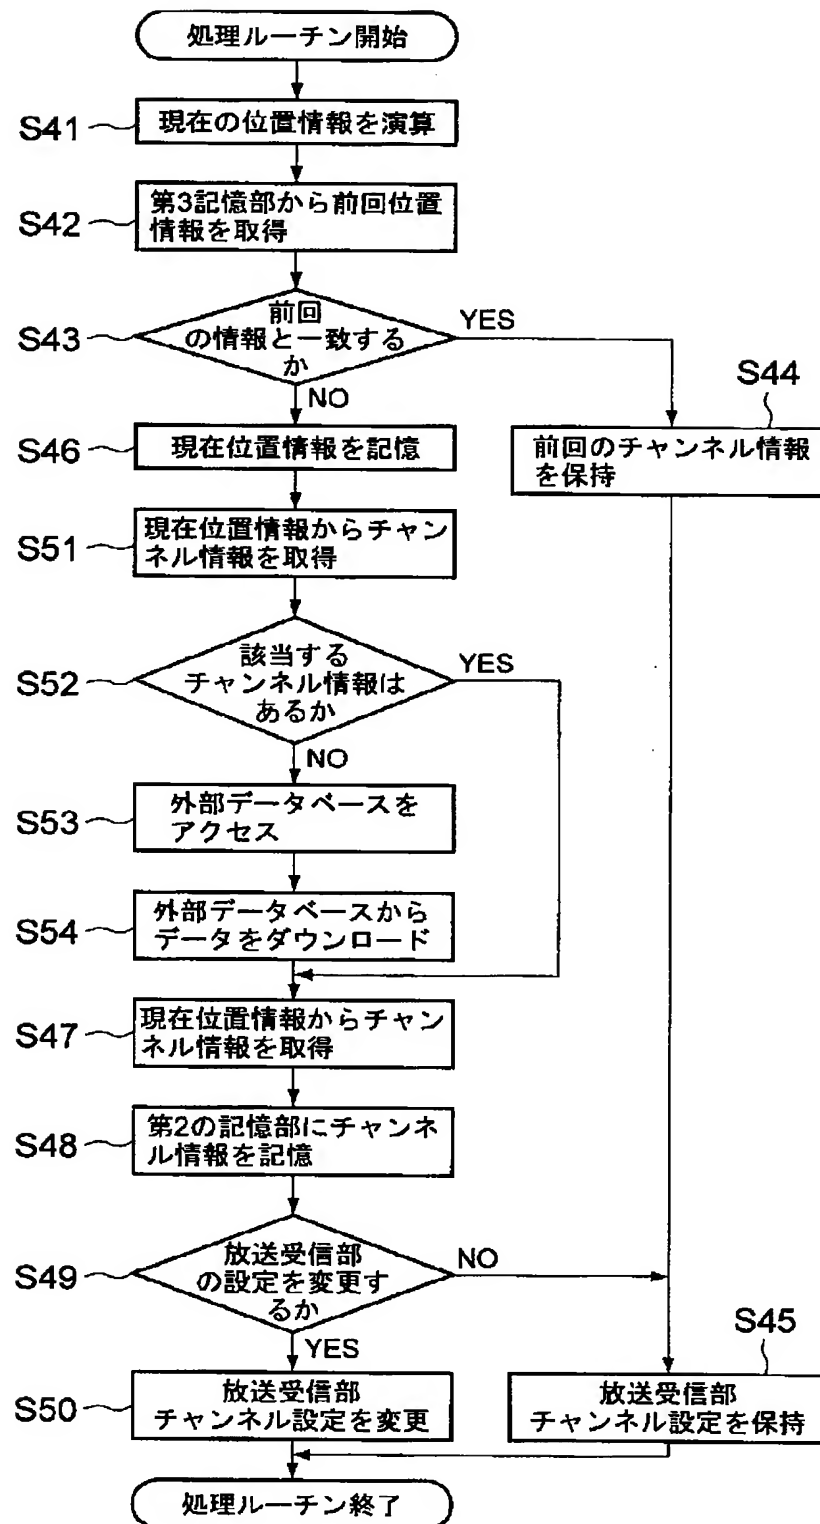 処理ルーチン開始
S41
現在の位置情報を演算
S42
第3記憶部から前回位置
情報を取得
S43
前回
の情報と一致する
か
YES
NO
S44
前回のチャンネル情報
を保持
S46
現在位置情報を記憶
S51
現在位置情報からチャン
ネル情報を取得
S52
該当する
チャンネル情報は
あるか
YES
NO
S53
外部データベースを
アクセス
S54
外部データベースから
データをダウンロード
S47
現在位置情報からチャン
ネル情報を取得
S48
第2の記憶部にチャンネ
ル情報を記憶
S49
放送受信部
の設定を変更す
るか
NO
YES
S45
放送受信部
チャンネル設定を保持
S50
放送受信部
チャンネル設定を変更
処理ルーチン終了